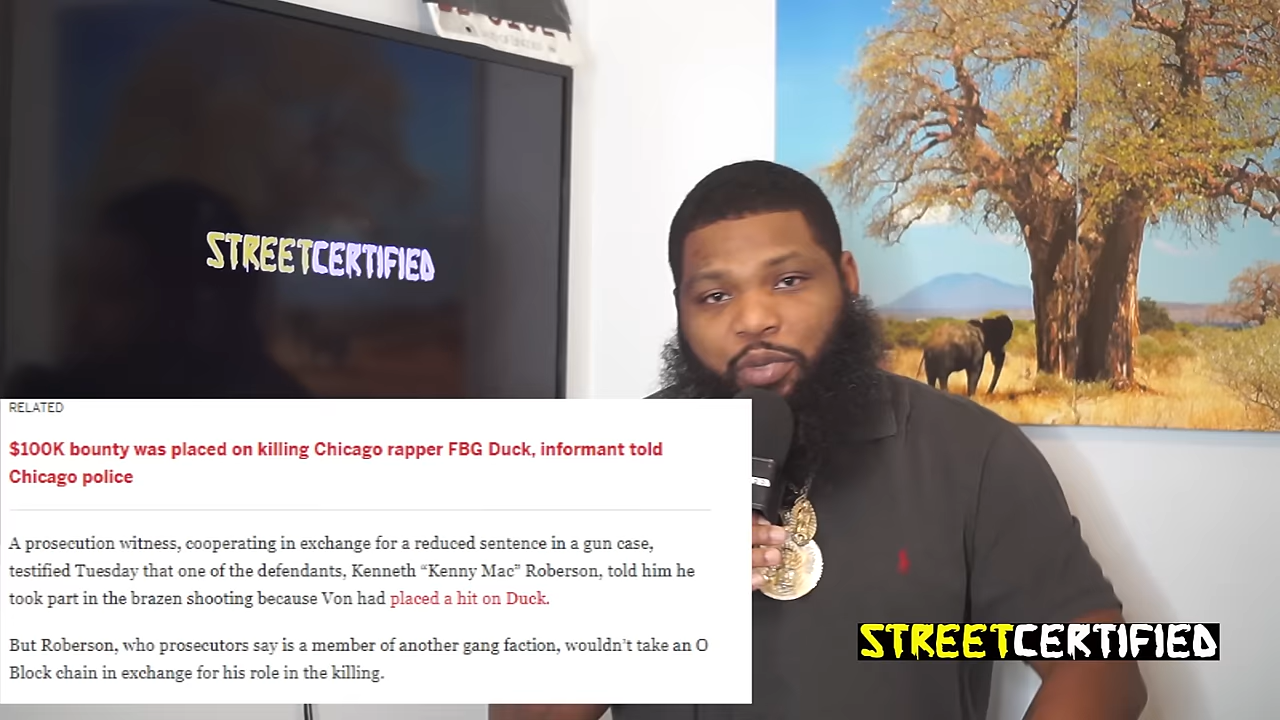 STREETCERTIFIED
RELATED
$100K bounty was placed on killing Chicago rapper FBG Duck, informant told
Chicago police
A prosecution witness, cooperating in exchange for a reduced sentence in a gun case,
testified Tuesday that one of the defendants, Kenneth “Kenny Mac” Roberson, told him he
took part in the brazen shooting because Von had placed a hit on Duck.
But Roberson, who prosecutors say is a member of another gang faction, wouldn’t take an O
Block chain in exchange for his role in the killing.
STREETCERTIFIED